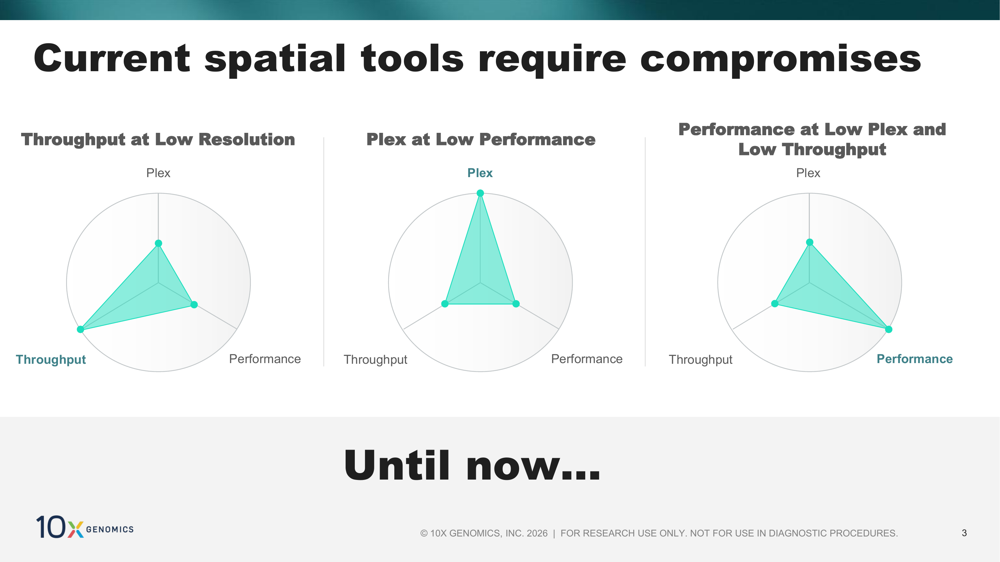 Current spatial tools require compromises
Throughput at Low Resolution
Plex
Throughput
Performance
Plex at Low Performance
Plex
Throughput
Performance
Performance at Low Plex and
Low Throughput
Plex
Throughput
Performance
Until now...
10X GENOMICS
© 10X GENOMICS, INC. 2026 | FOR RESEARCH USE ONLY. NOT FOR USE IN DIAGNOSTIC PROCEDURES.
3